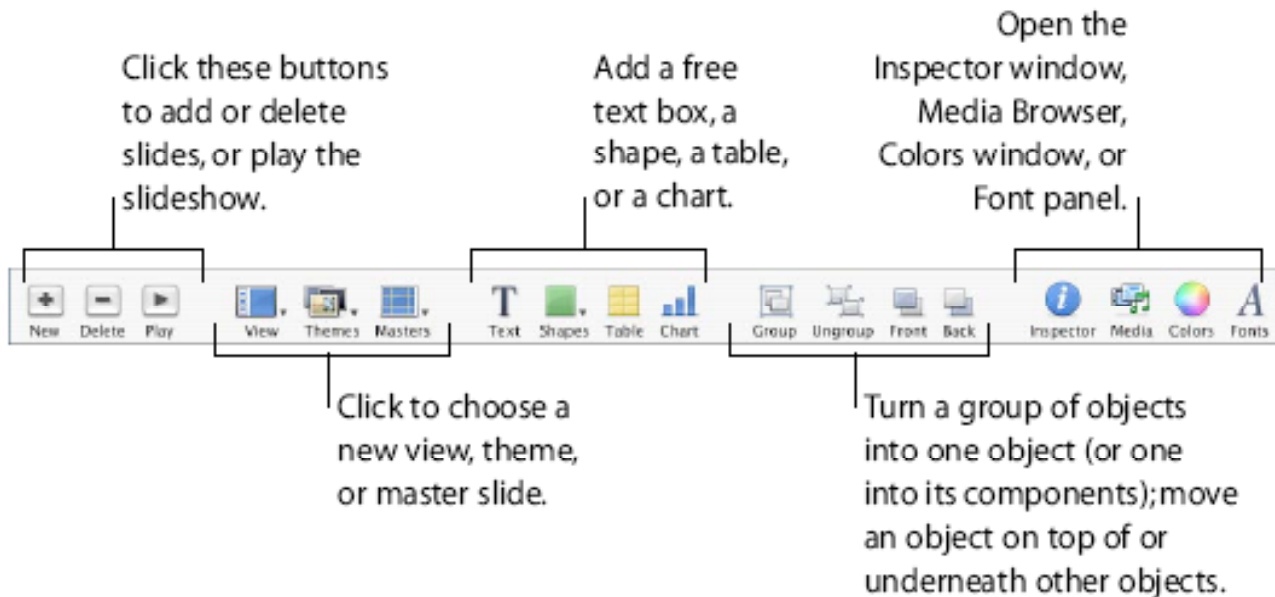 Click these buttons
to add or delete
slides, or play the
slideshow.
Add a free
text box, a
shape, a table,
or a chart.
Open the
Inspector window,
Media Browser,
Colors window, or
Font panel.
New Delete Play View Themes Masters Text Shapes Table Chart Group Ungroup Front Back Inspector Media Colors Fonts
Click to choose a
new view, theme,
or master slide.
Turn a group of objects
into one object (or one
into its components); move
an object on top of or
underneath other objects.